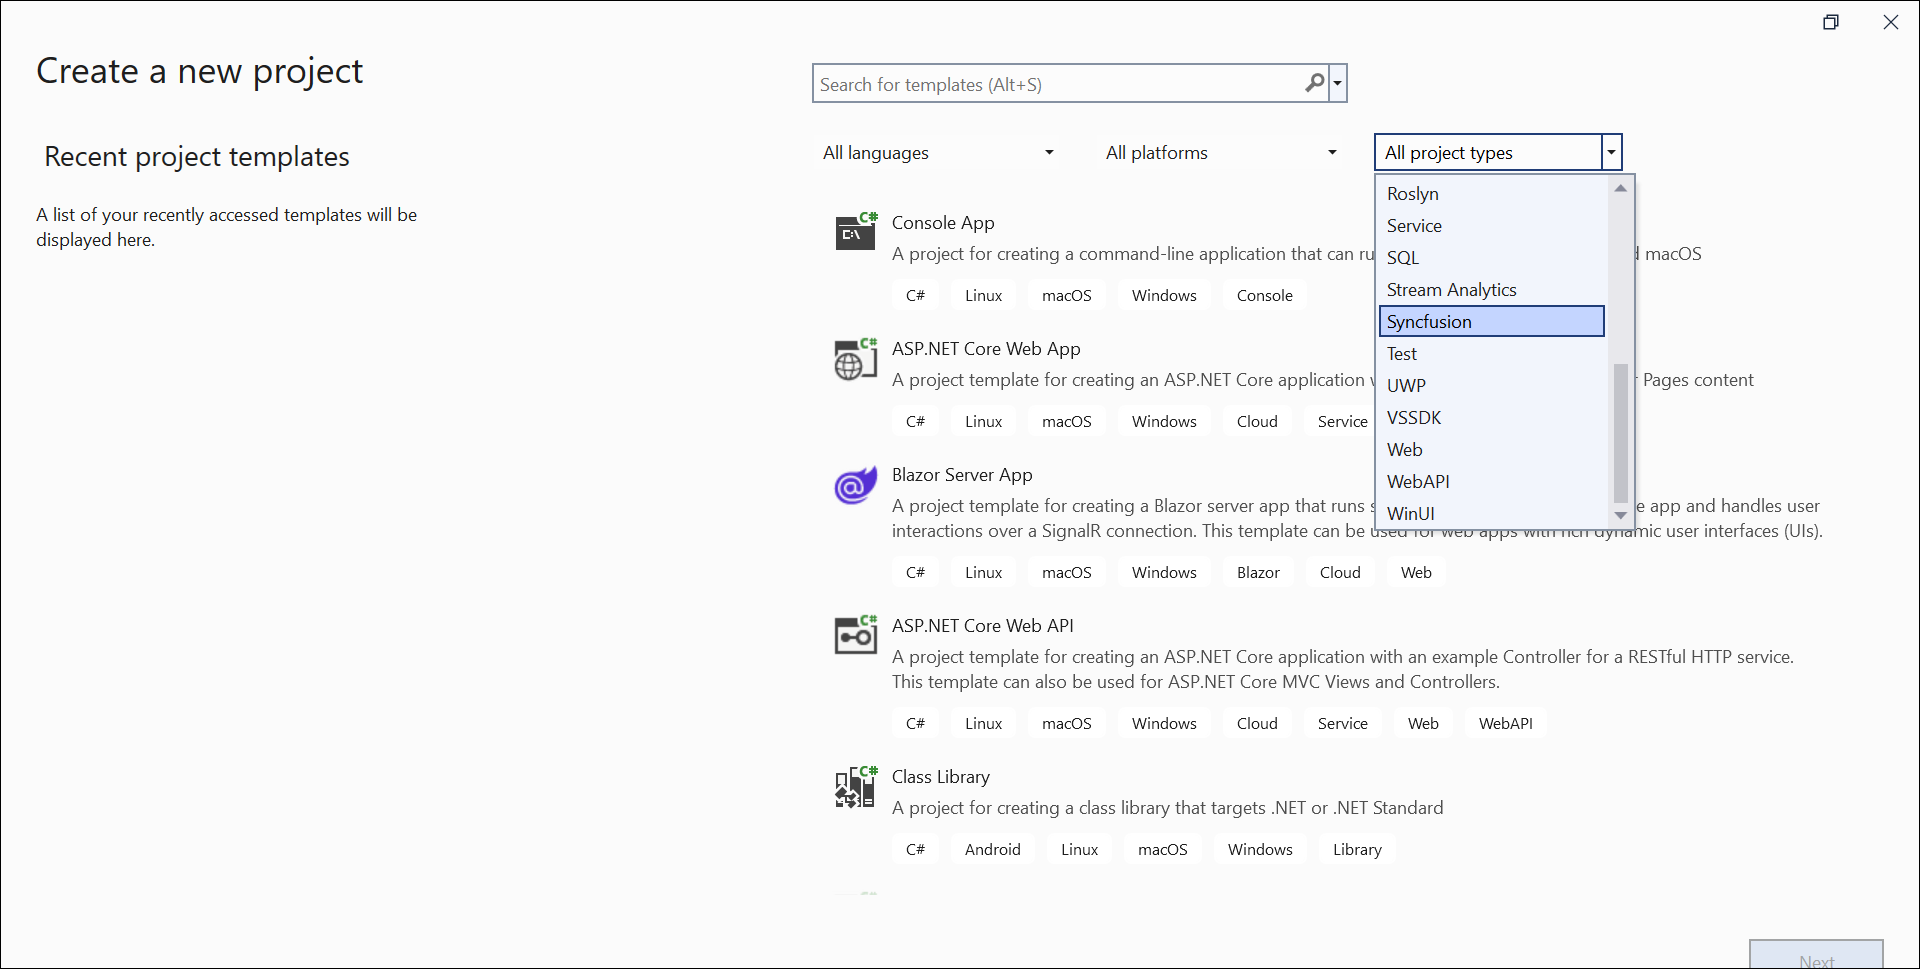 Create a new project
Search for templates (Alt+S)
Recent project templates
All languages
All platforms
All project types
A list of your recently accessed templates will be
displayed here.
Roslyn
Service
SQL
Stream Analytics
Syncfusion
Test
UWP
VSSDK
Web
WebAPI
WinUI
C#
C:\
Console App
A project for creating a command-line application that can ru
macOS
C# Linux macOS Windows Console
C#
ASP.NET Core Web App
A project template for creating an ASP.NET Core application
Pages content
C# Linux macOS Windows Cloud Service
@
Blazor Server App
A project template for creating a Blazor server app that runs s
e app and handles user
interactions over a SignalR connection. This template can be used for web apps with rich dynamic user interfaces (UIs).
C# Linux macOS Windows Blazor Cloud Web
C#
ASP.NET Core Web API
A project template for creating an ASP.NET Core application with an example Controller for a RESTful HTTP service.
This template can also be used for ASP.NET Core MVC Views and Controllers.
C# Linux macOS Windows Cloud Service Web WebAPI
C#
Class Library
A project for creating a class library that targets .NET or .NET Standard
C# Android Linux macOS Windows Library
Next